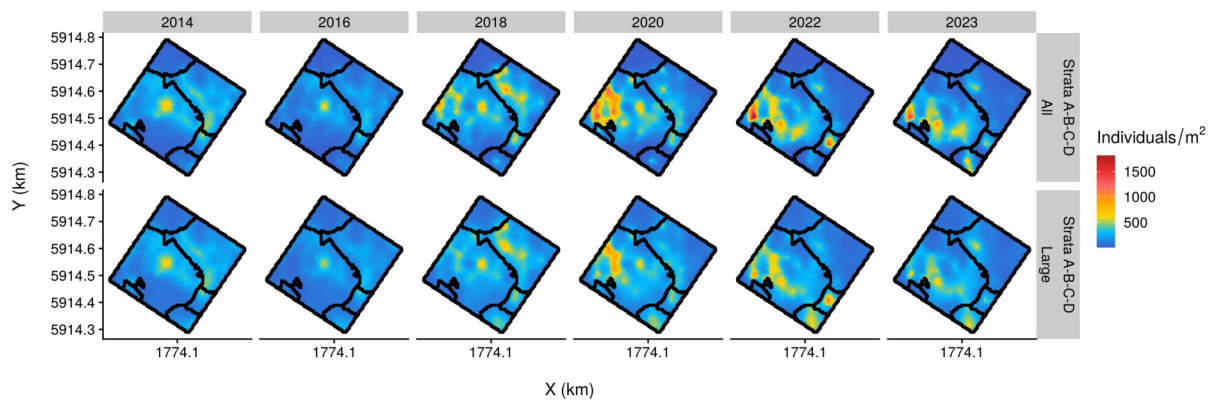 2014 2016 2018 2020 2022 2023
5914.8
5914.7
5914.6
5914.5
5914.4
5914.3
Strata A-B-C-D
All
5914.8
5914.7
5914.6
5914.5
5914.4
5914.3
Strata A-B-C-D
Large
Y (km)
1774.1 1774.1 1774.1 1774.1 1774.1 1774.1
X (km)
Individuals/m²
1500
1000
500